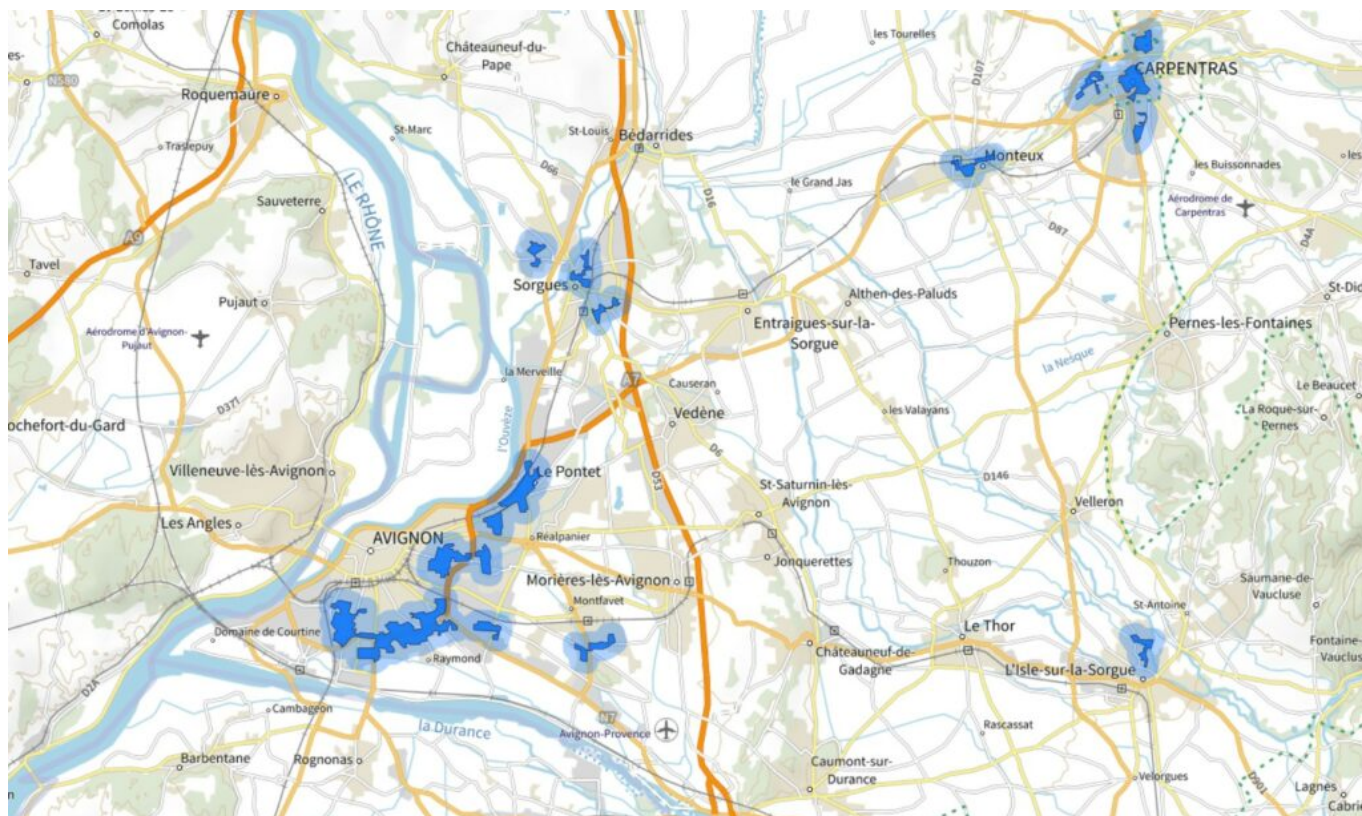 Comolas
Châteauneuf-du-
Pape
les Tourelles
N580
Roquemaure
D107
CARPENTRAS
St-Marc
St-Louis
Bédarrides
Traslepuy
D66
Monteux
les Buissonnades
le Grand Jas
D16
Sauveterre
LE RHÔNE
Aérodrome de
Carpentras
A9
D87
D4A
Tavel
Sorgues
Pujaut
Althen-des-Paluds
St-Did
Entraigues-sur-la-
Sorgue
Pernes-les-Fontaines
Aérodrome d'Avignon-
Pujaut
la Nesque
la Merveille
A7
Causeran
Le Beaucet
D371
les Valayans
La Roque-sur-
Pernes
ochefort-du-Gard
l'Ouvèze
Vedène
D6
Villeneuve-lès-Avignon
Le Pontet
D53
D146
St-Saturnin-lès-
Avignon
Velleron
Les Angles
AVIGNON
Réalpanier
Jonquerettes
Thouzon
Morières-lès-Avignon
Saumane-de-
Vaucluse
Montfavet
St-Antoine
Domaine de Courtine
Le Thor
Fontaine-
Vauclus
Raymond
Châteauneuf-de-
Gadagne
L'Isle-sur-la-Sorgue
D2A
Cambageon
la Durance
N7
Avignon-Provence
Rascassat
Barbentane
Rognonas
Caumont-sur-
Durance
Velorgues
D901
Lagnes
Cabriè